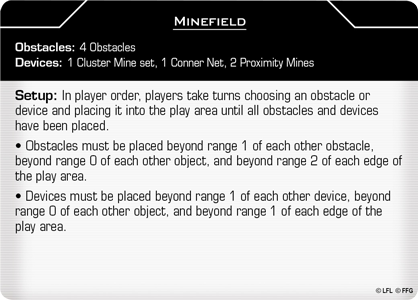 Minefield
Obstacles: 4 Obstacles
Devices: 1 Cluster Mine set, 1 Conner Net, 2 Proximity Mines
Setup: In player order, players take turns choosing an obstacle or
device and placing it into the play area until all obstacles and devices
have been placed.
• Obstacles must be placed beyond range 1 of each other obstacle,
beyond range 0 of each other object, and beyond range 2 of each edge of
the play area.
• Devices must be placed beyond range 1 of each other device, beyond
range 0 of each other object, and beyond range 1 of each edge of the
play area.
© LFL © FFG